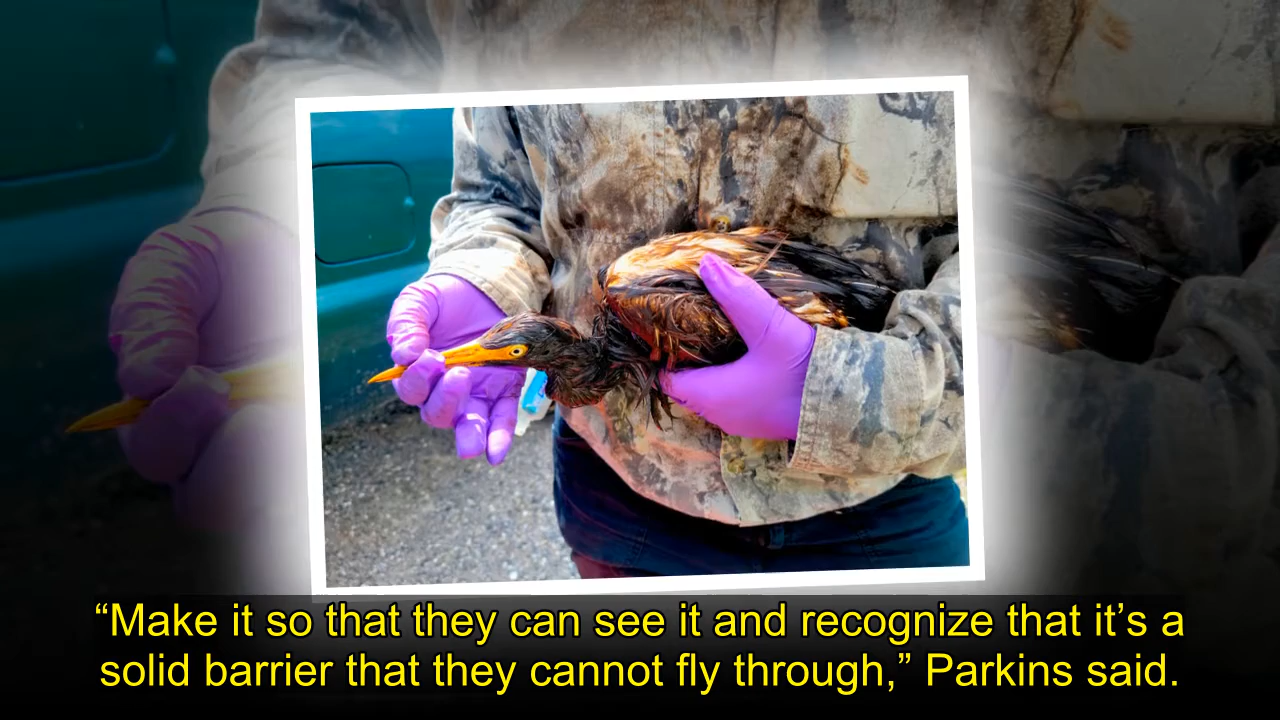 “Make it so that they can see it and recognize that it’s a
solid barrier that they cannot fly through,” Parkins said.